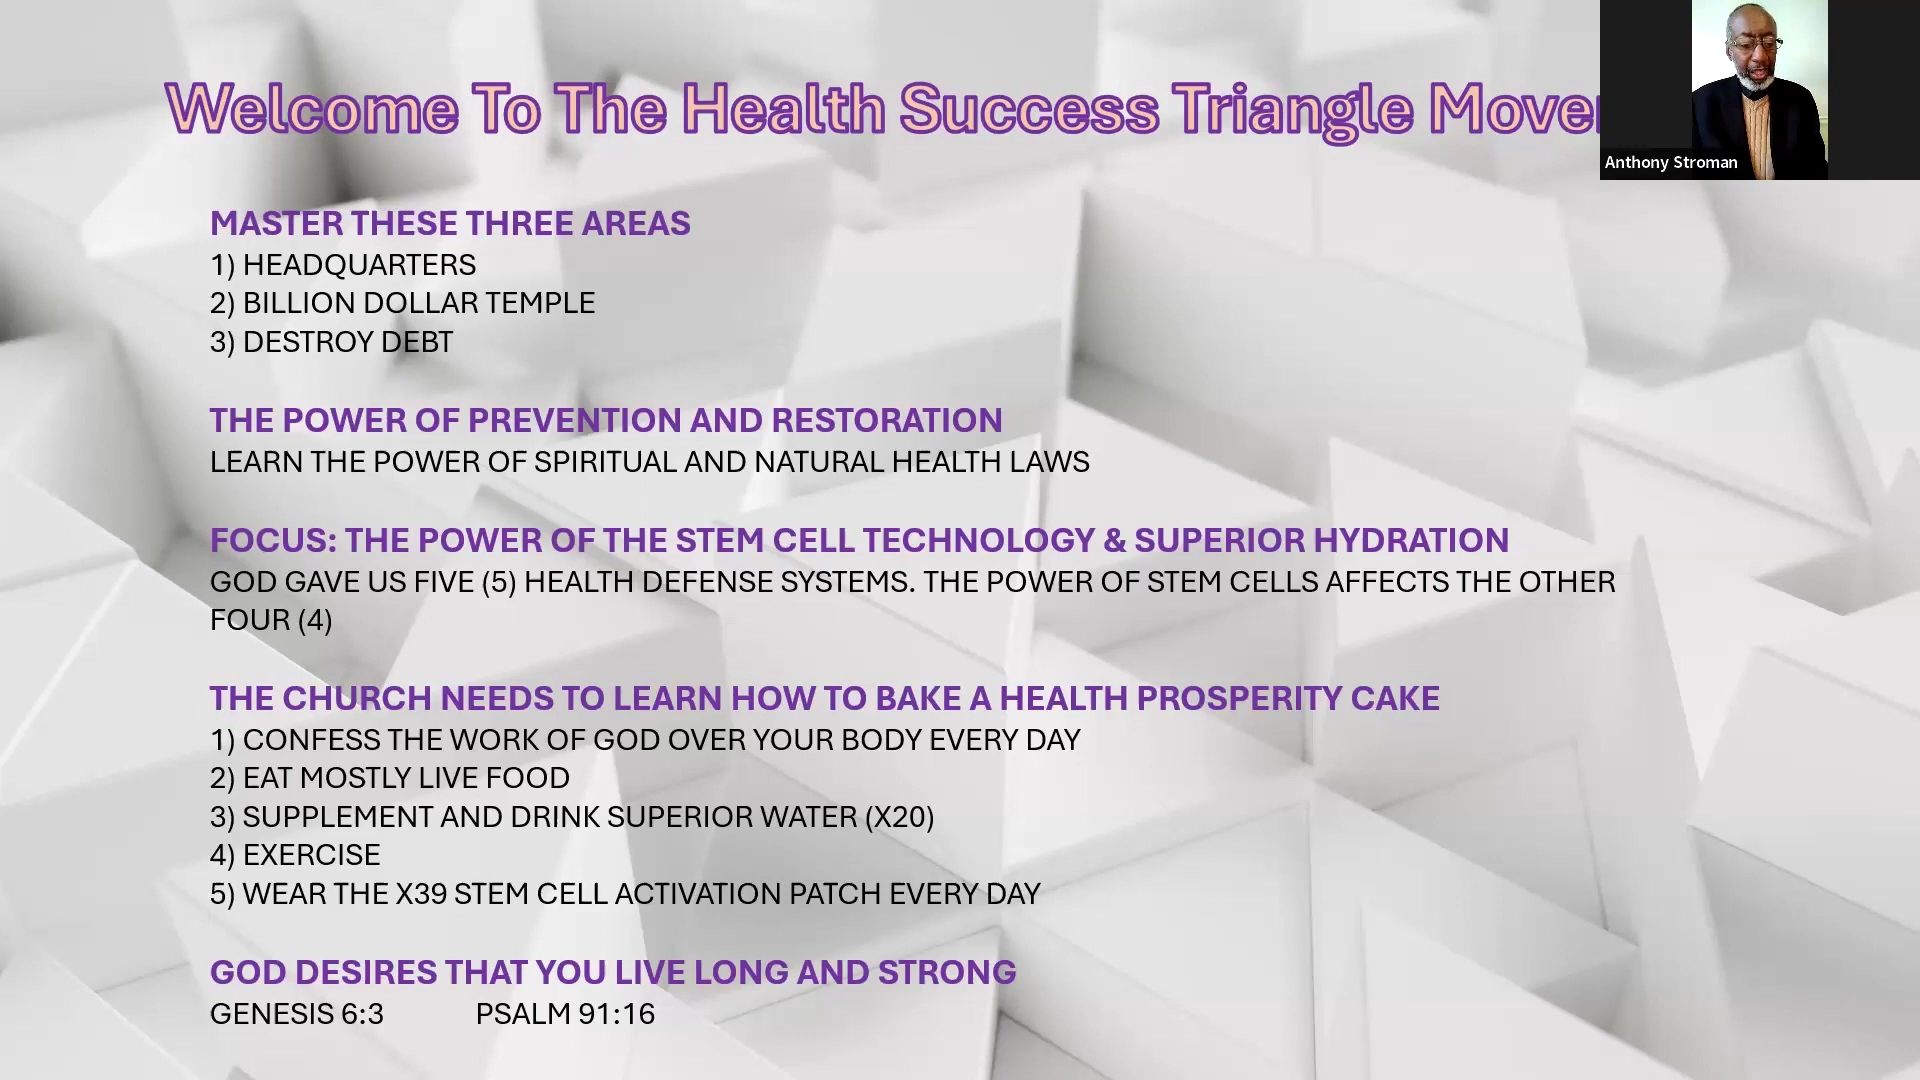 Welcome To The Health Success Triangle
Anthony Stroman
MASTER THESE THREE AREAS
1) HEADQUARTERS
2) BILLION DOLLAR TEMPLE
3) DESTROY DEBT
THE POWER OF PREVENTION AND RESTORATION
LEARN THE POWER OF SPIRITUAL AND NATURAL HEALTH LAWS
FOCUS: THE POWER OF THE STEM CELL TECHNOLOGY & SUPERIOR HYDRATION
GOD GAVE US FIVE (5) HEALTH DEFENSE SYSTEMS. THE POWER OF STEM CELLS AFFECTS THE OTHER
FOUR (4)
THE CHURCH NEEDS TO LEARN HOW TO BAKE A HEALTH PROSPERITY CAKE
1) CONFESS THE WORK OF GOD OVER YOUR BODY EVERY DAY
2) EAT MOSTLY LIVE FOOD
3) SUPPLEMENT AND DRINK SUPERIOR WATER (X20)
4) EXERCISE
5) WEAR THE X39 STEM CELL ACTIVATION PATCH EVERY DAY
GOD DESIRES THAT YOU LIVE LONG AND STRONG
GENESIS 6:3 PSALM 91:16